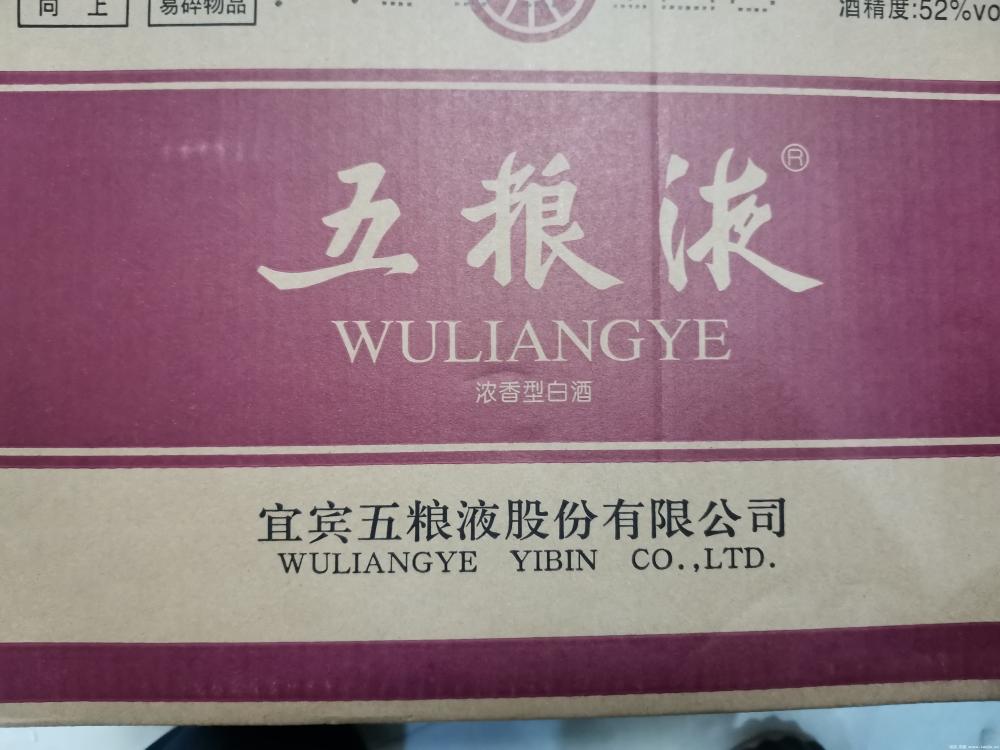 向 上
易碎物品
酒精度:52%vo
五粮液®
WULIANGYE
浓香型白酒
宜宾五粮液股份有限公司
WULIANGYE YIBIN CO.,LTD.